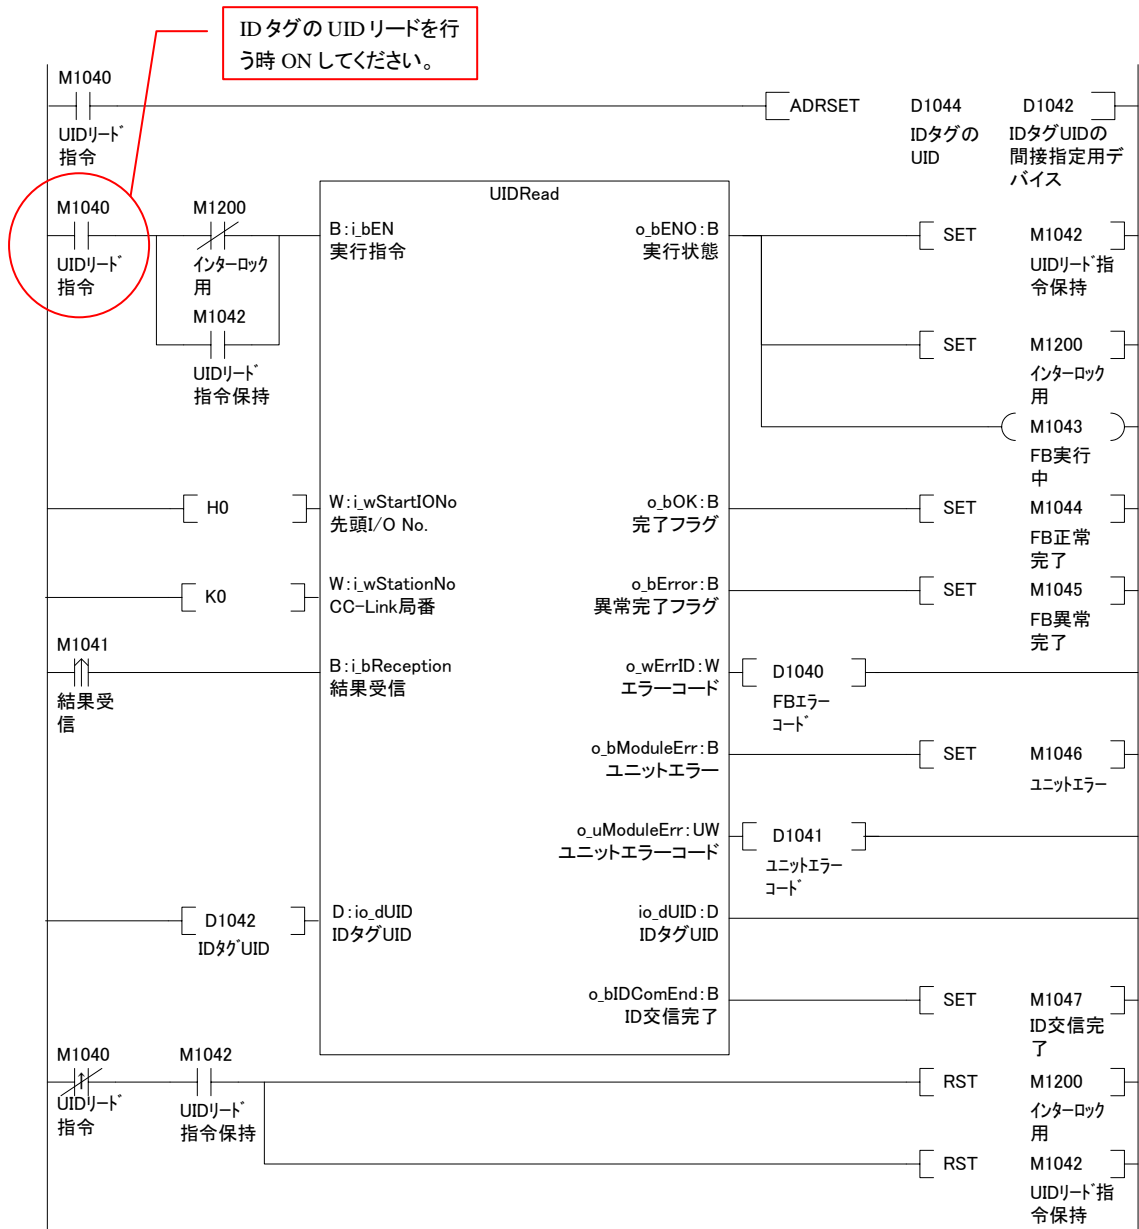 ID タグの UID リードを行
う時 ON してください。
M1040
UIDリード
指令
ADRSET D1044 D1042
IDタグの
UID
IDタグUIDの
間接指定用デ
バイス
UIDRead
M1040
UIDリード
指令
M1200
インターロック
用
M1042
UIDリード
指令保持
B:i_bEN
実行指令
o_bENO:B
実行状態
SET M1042
UIDリード指
令保持
SET M1200
インターロック
用
M1043
FB実行
中
H0
W:i_wStartIONo
先頭I/O No.
o_bOK:B
完了フラグ
SET M1044
FB正常
完了
K0
W:i_wStationNo
CC-Link局番
o_bError:B
異常完了フラグ
SET M1045
FB異常
完了
M1041
結果受
信
B:i_bReception
結果受信
o_wErrID:W
エラーコード
D1040
FBエラー
コード
o_bModuleErr:B
ユニットエラー
SET M1046
ユニットエラー
o_uModuleErr:UW
ユニットエラーコード
D1041
ユニットエラー
コード
D1042
IDタグUID
D:io_dUID
IDタグUID
io_dUID:D
IDタグUID
o_bIDComEnd:B
ID交信完了
SET M1047
ID交信完
了
M1040
UIDリード
指令
M1042
UIDリード
指令保持
RST M1200
インターロック
用
RST M1042
UIDリード指
令保持